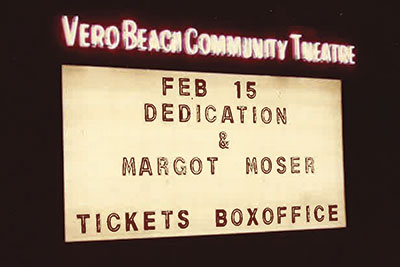 VERO BEACH COMMUNITY THEATRE
FEB 15
DEDICATION
&
MARGOT MOSER
TICKETS BOXOFFICE